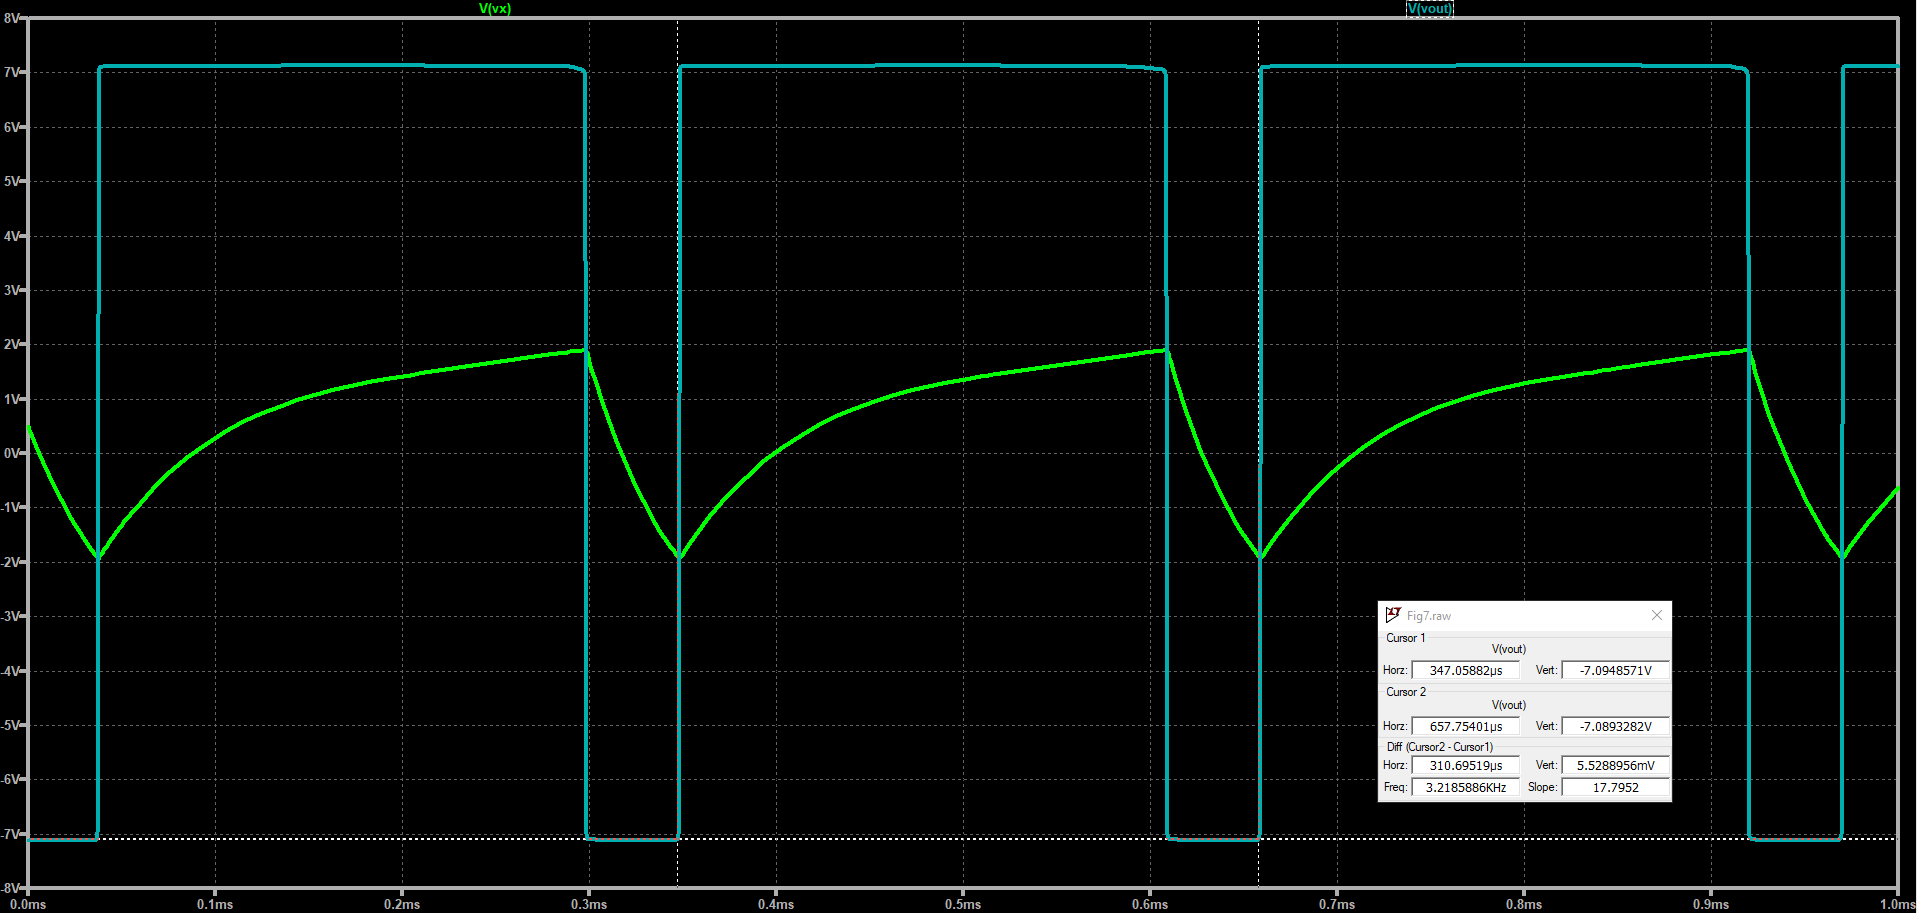 V(vx) V(vout)
8V
7V
6V
5V
4V
3V
2V
1V
0V
-1V
-2V
-3V
-4V
-5V
-6V
-7V
-8V
0.0ms 0.1ms 0.2ms 0.3ms 0.4ms 0.5ms 0.6ms 0.7ms 0.8ms 0.9ms 1.0ms
Fig7.raw
Cursor 1
V(vout)
Horz: 347.05882µs Vert: -7.0948571V
Cursor 2
V(vout)
Horz: 657.75401µs Vert: -7.0893282V
Diff (Cursor2 - Cursor1)
Horz: 310.69519µs Vert: 5.5288956mV
Freq: 3.2185886KHz Slope: 17.7952